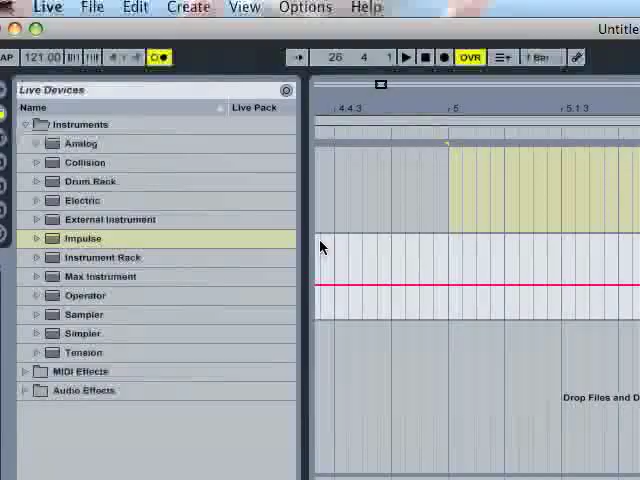 Live File Edit Create View Options Help
Untitle
AP 121.00 26 4 1 OVR 1 Bar
Live Devices
Name Live Pack
4.4.3 5 5.1.3
Instruments
Analog
Collision
Drum Rack
Electric
External Instrument
Impulse
Instrument Rack
Max Instrument
Operator
Sampler
Simpler
Tension
MIDI Effects
Audio Effects
Drop Files and D